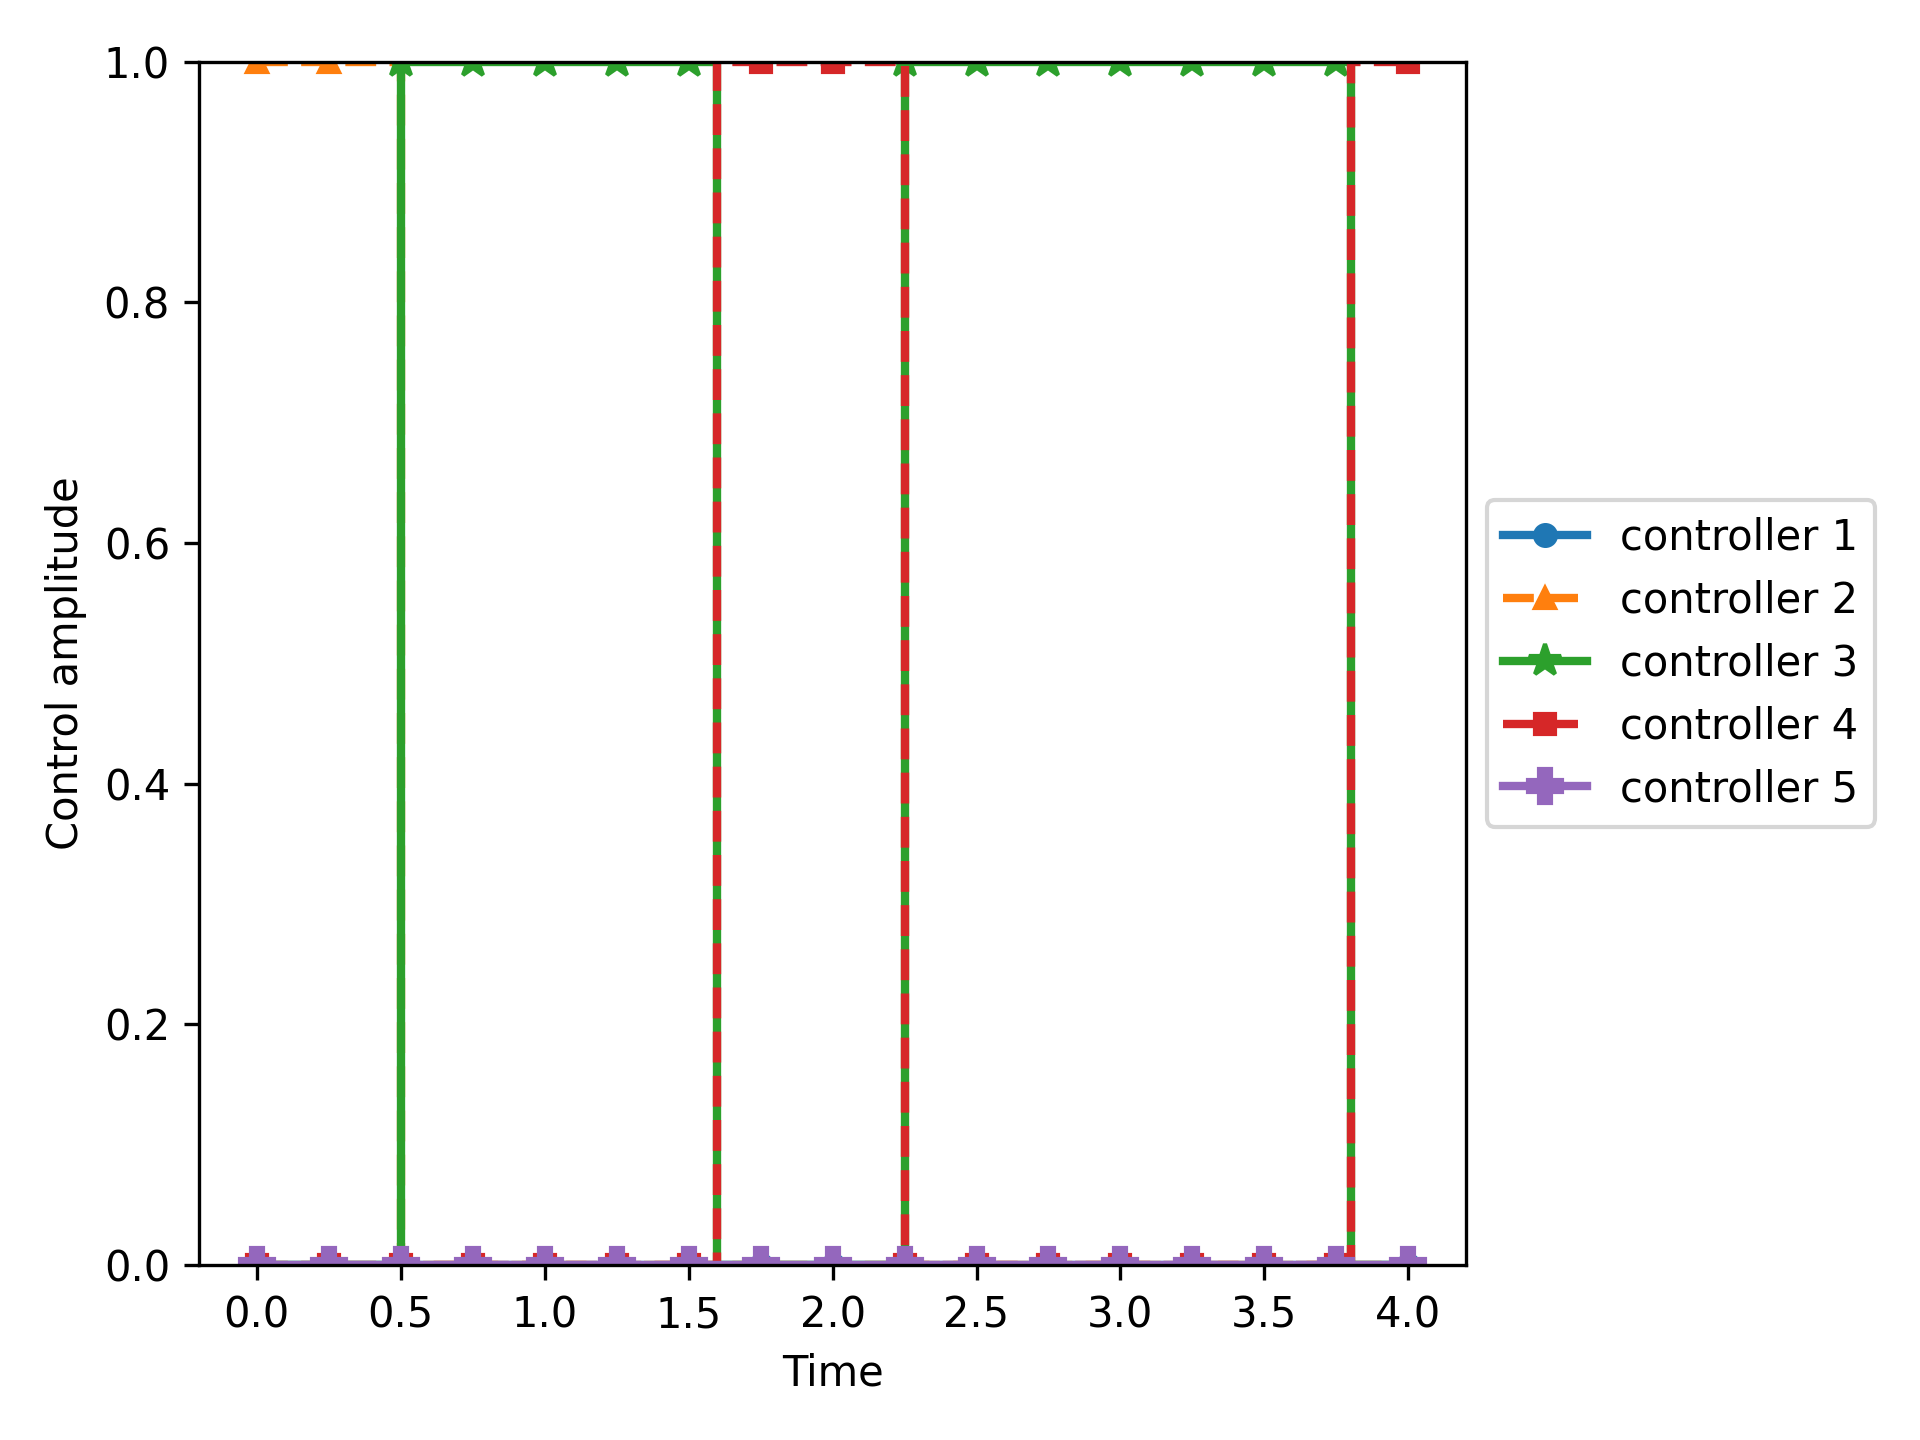 1.0
0.8
0.6
0.4
0.2
0.0
Control amplitude
0.0 0.5 1.0 1.5 2.0 2.5 3.0 3.5 4.0
Time
controller 1
controller 2
controller 3
controller 4
controller 5